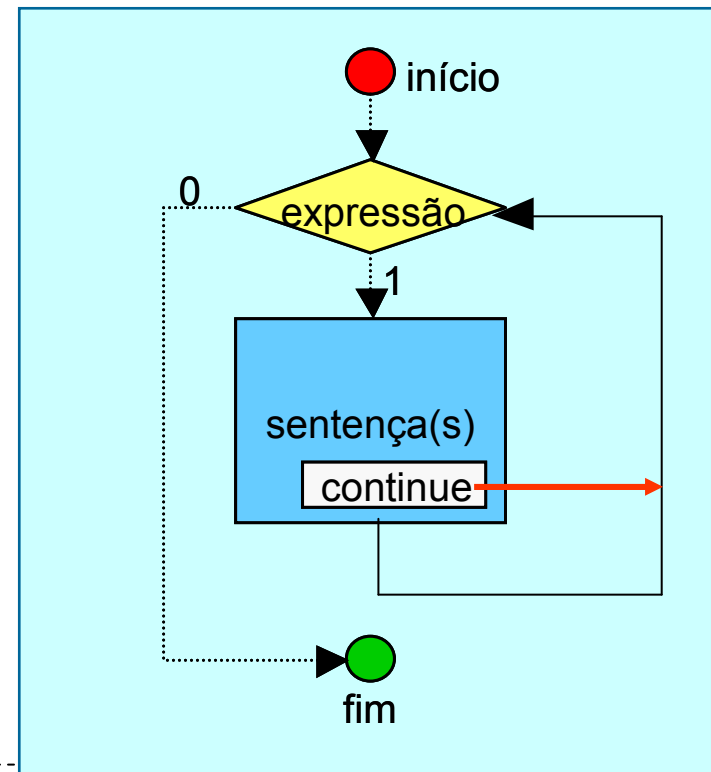 início
0
expressão
1
sentença(s)
continue
fim